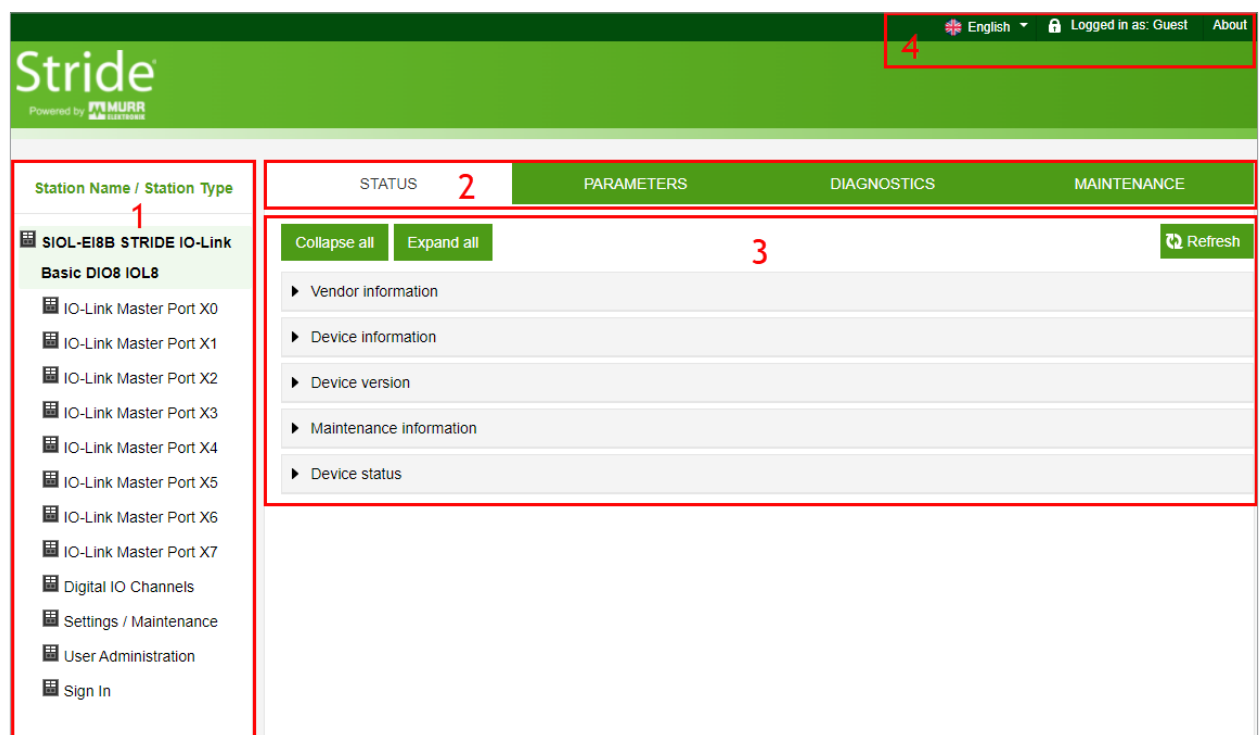 4
English
Logged in as: Guest
About
Stride
Powered by MURR
ELEKTRONIK
Station Name / Station Type
1
SIOL-EI8B STRIDE IO-Link
Basic DIO8 IOL8
IO-Link Master Port X0
IO-Link Master Port X1
IO-Link Master Port X2
IO-Link Master Port X3
IO-Link Master Port X4
IO-Link Master Port X5
IO-Link Master Port X6
IO-Link Master Port X7
Digital IO Channels
Settings / Maintenance
User Administration
Sign In
STATUS
2
PARAMETERS
DIAGNOSTICS
MAINTENANCE
Collapse all
Expand all
3
Refresh
Vendor information
Device information
Device version
Maintenance information
Device status